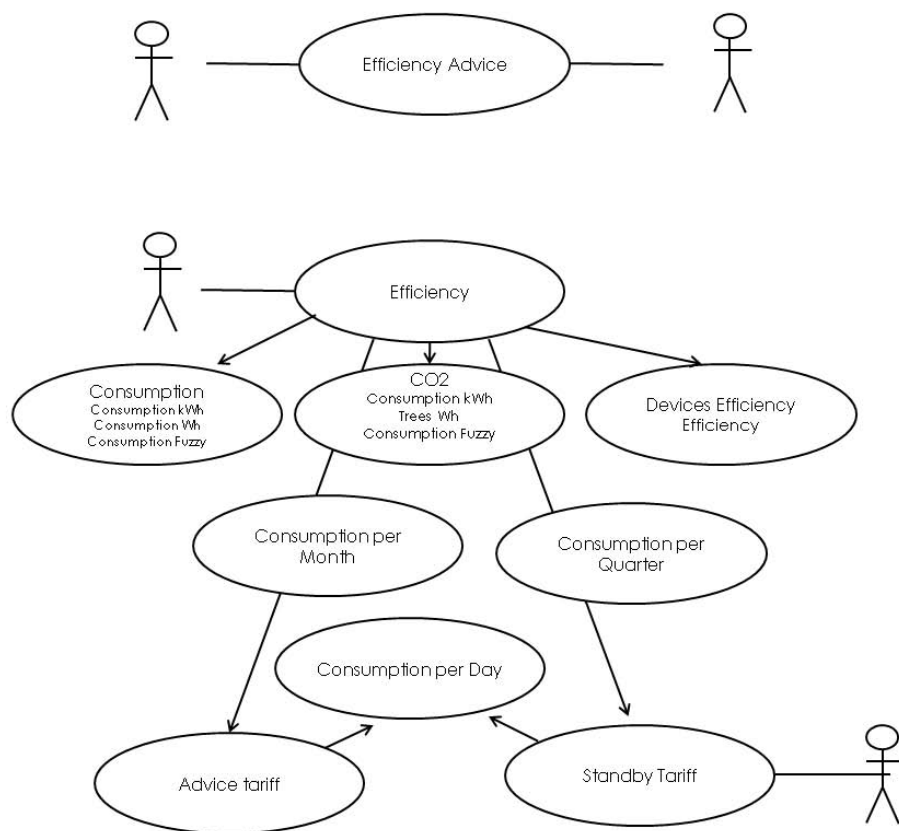 Efficiency Advice
Efficiency
Consumption
Consumption kWh
Consumption Wh
Consumption Fuzzy
CO2
Consumption kWh
Trees Wh
Consumption Fuzzy
Devices Efficiency
Efficiency
Consumption per
Month
Consumption per
Quarter
Consumption per Day
Advice tariff
Standby Tariff